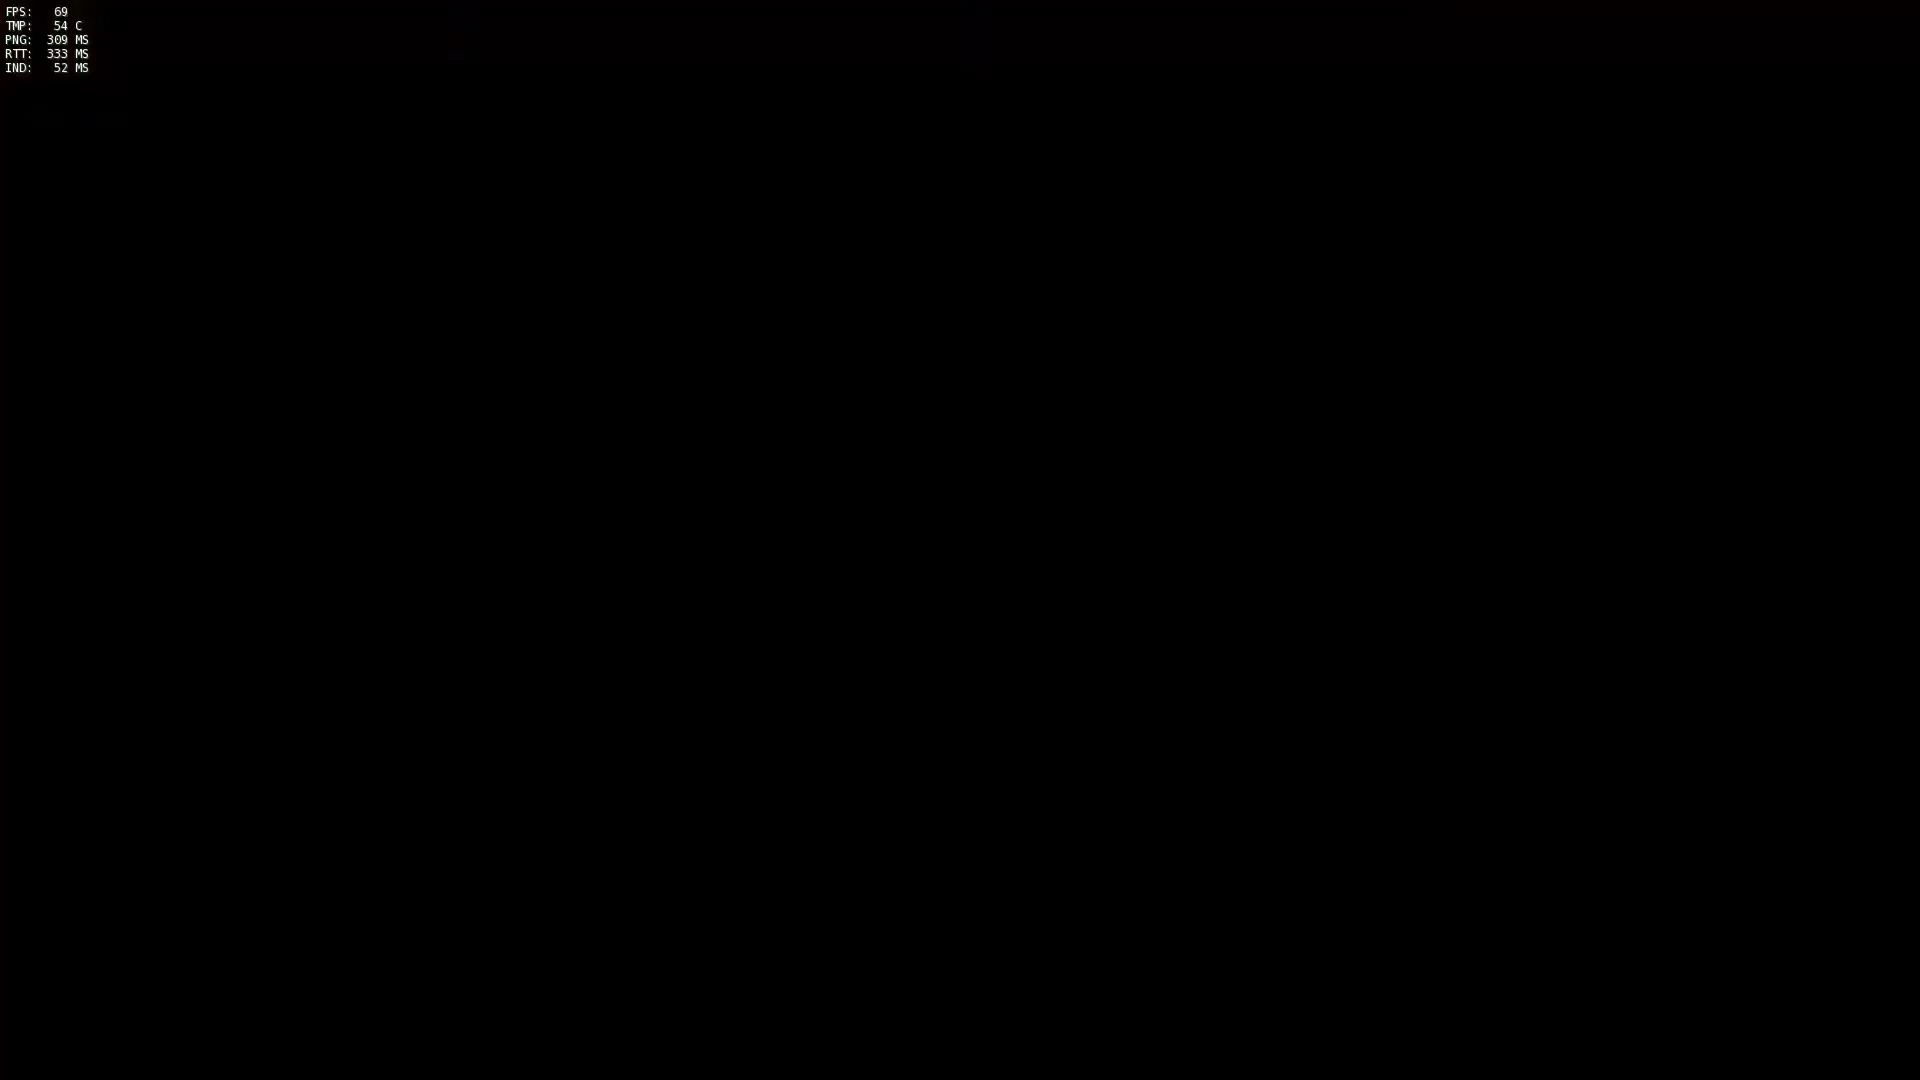 FPS: 69
TMP: 54 C
PNG: 309 MS
RTT: 333 MS
IND: 52 MS